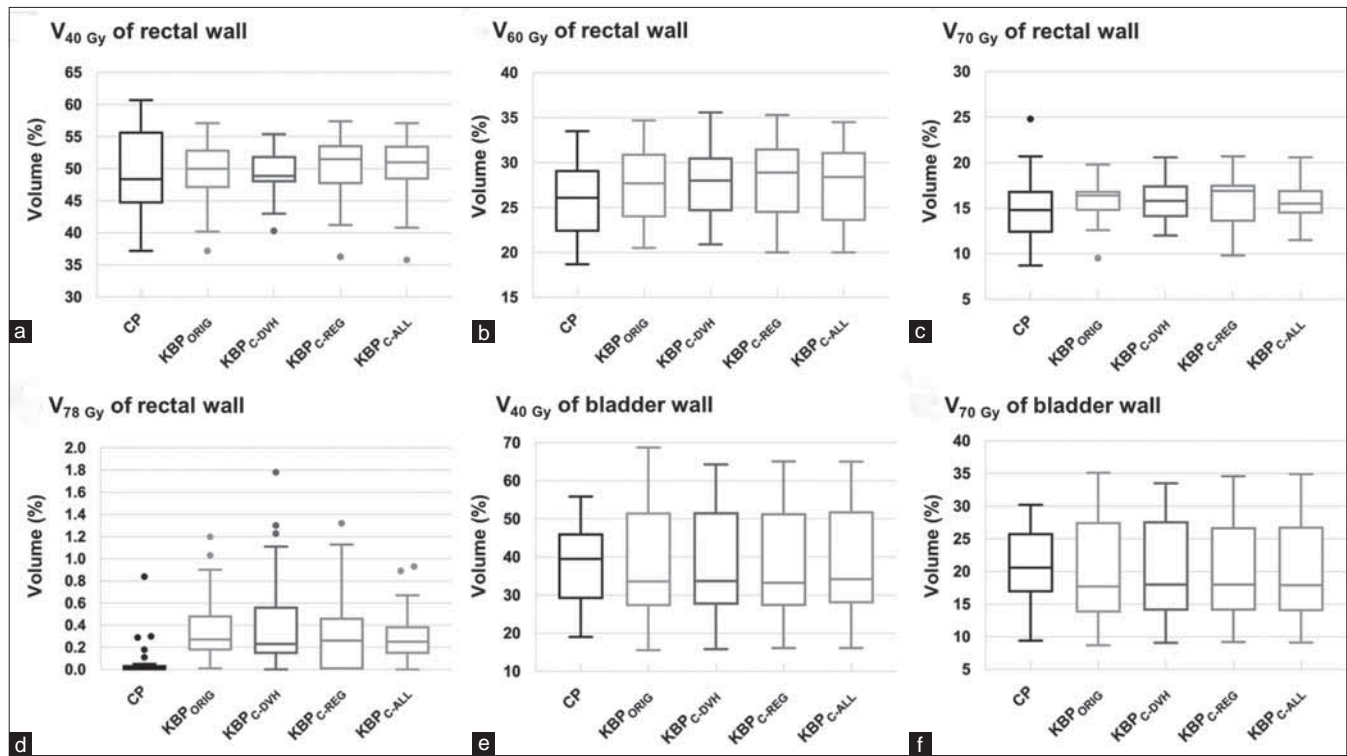 V40 Gy of rectal wall
Volume (%)
65
60
55
50
45
40
35
30
CP
KBPORIG
KBPC-DVH
KBPC-REG
KBPC-ALL
a
V60 Gy of rectal wall
Volume (%)
40
35
30
25
20
15
CP
KBPORIG
KBPC-DVH
KBPC-REG
KBPC-ALL
b
V70 Gy of rectal wall
Volume (%)
30
25
20
15
10
5
CP
KBPORIG
KBPC-DVH
KBPC-REG
KBPC-ALL
c
V78 Gy of rectal wall
Volume (%)
2.0
1.8
1.6
1.4
1.2
1.0
0.8
0.6
0.4
0.2
0.0
CP
KBPORIG
KBPC-DVH
KBPC-REG
KBPC-ALL
d
V40 Gy of bladder wall
Volume (%)
70
60
50
40
30
20
10
CP
KBPORIG
KBPC-DVH
KBPC-REG
KBPC-ALL
e
V70 Gy of bladder wall
Volume (%)
40
35
30
25
20
15
10
5
CP
KBPORIG
KBPC-DVH
KBPC-REG
KBPC-ALL
f